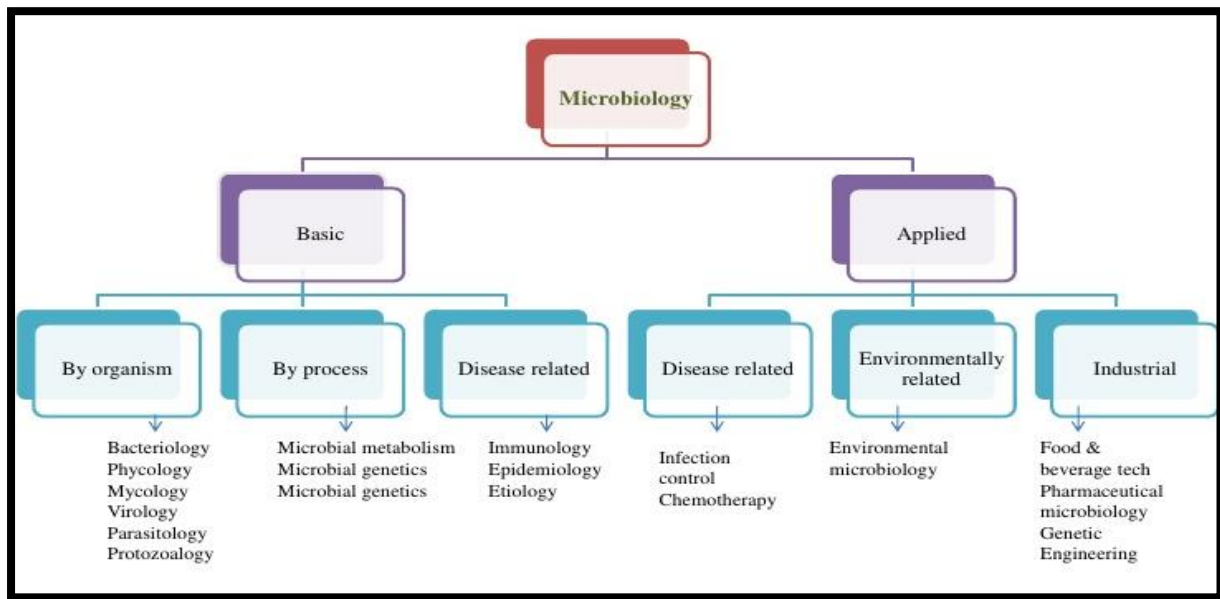 Microbiology
Basic
Applied
By organism
By process
Disease related
Disease related
Environmentally
related
Industrial
Bacteriology
Phycology
Mycology
Virology
Parasitology
Protozoalogy
Microbial metabolism
Microbial genetics
Microbial genetics
Immunology
Epidemiology
Etiology
Infection
control
Chemotherapy
Environmental
microbiology
Food &
beverage tech
Pharmaceutical
microbiology
Genetic
Engineering